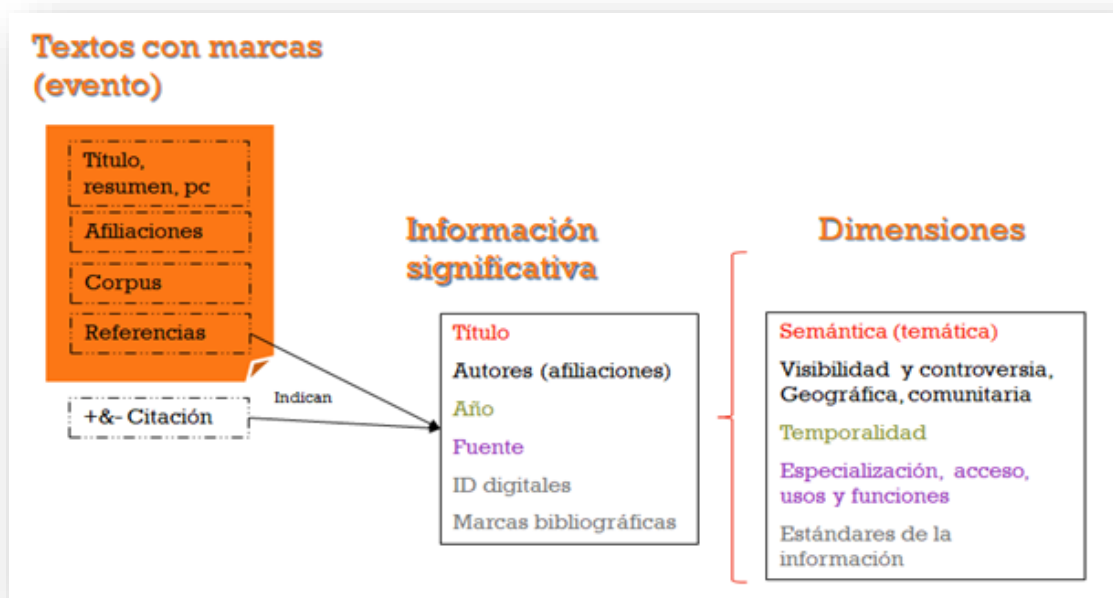 Textos con marcas
(evento)
Título,
resumen, pc
Afiliaciones
Corpus
Referencias
+&- Citación
Indican
Información
significativa
Título
Autores (afiliaciones)
Año
Fuente
ID digitales
Marcas bibliográficas
Dimensiones
Semántica (temática)
Visibilidad y controversia,
Geográfica, comunitaria
Temporalidad
Especialización, acceso,
usos y funciones
Estándares de la
información